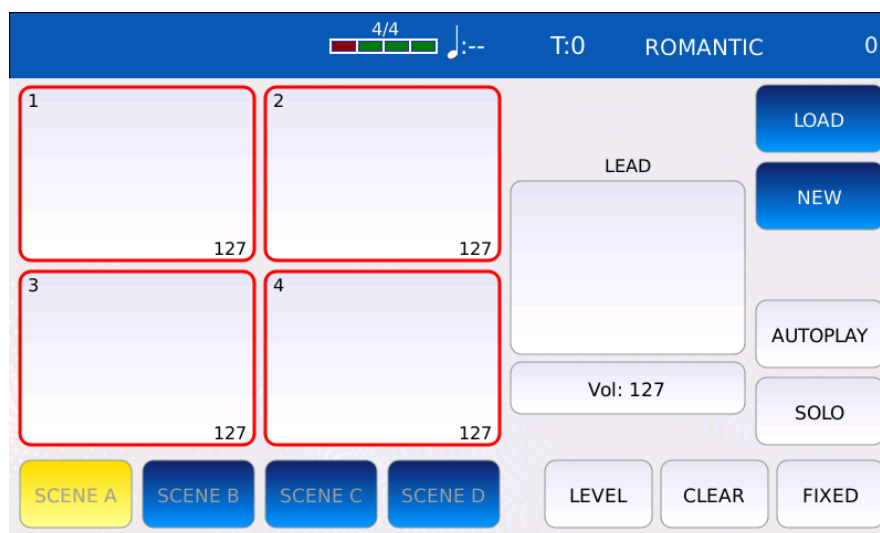 4/4
:-- T:0 ROMANTIC 0
1 2 LOAD
LEAD
NEW
127 127
3 4
AUTOPLAY
Vol: 127
SOLO
127 127
SCENE A SCENE B SCENE C SCENE D LEVEL CLEAR FIXED